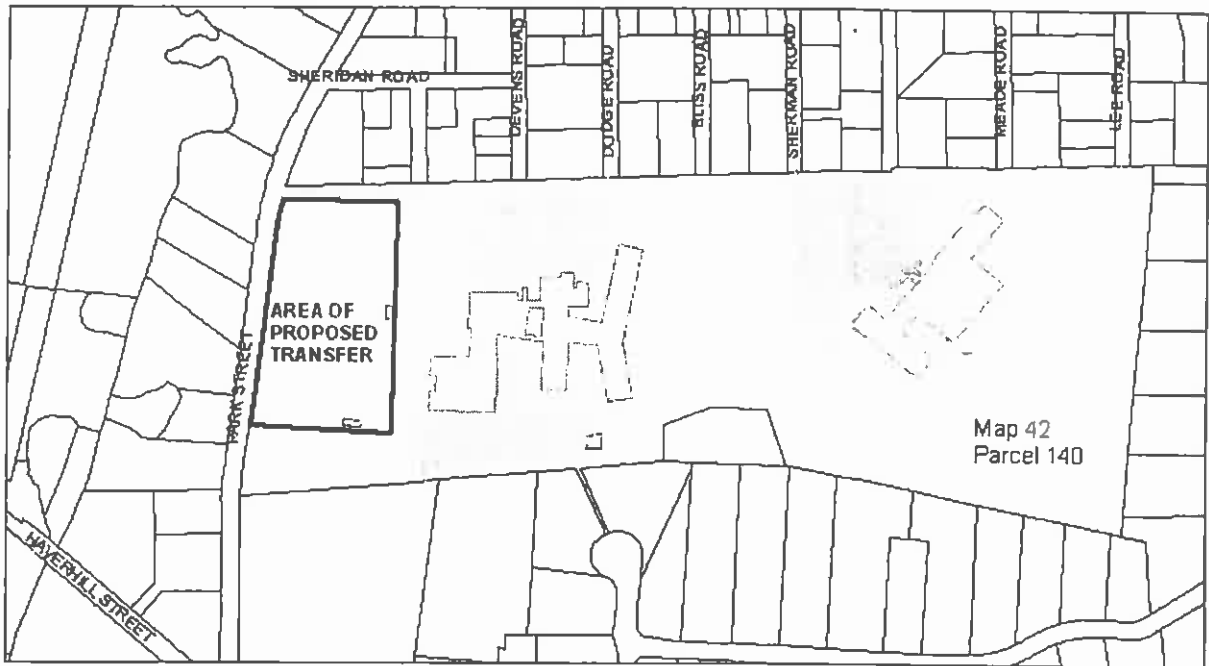 SHERIDAN ROAD
DEVENS ROAD
DODGE ROAD
BLISS ROAD
SHERMAN ROAD
MEADE ROAD
LEE ROAD
AREA OF
PROPOSED
TRANSFER
PARK STREET
Map 42
Parcel 140
HAVERHILL STREET